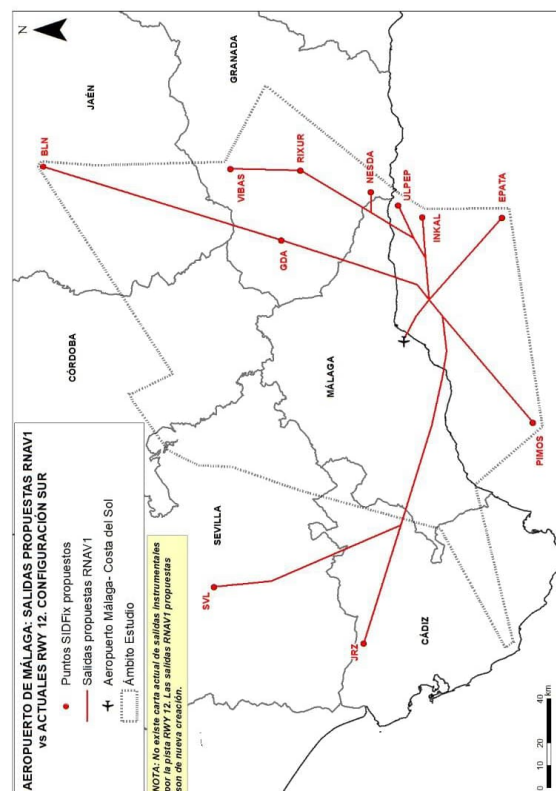 AEROPUERTO DE MÁLAGA: SALIDAS PROPUESTAS RNAV1
vs ACTUALES RWY 12. CONFIGURACIÓN SUR
Puntos SIDFix propuestos
Salidas propuestas RNAV1
Aeropuerto Málaga- Costa del Sol
Ámbito Estudio
NOTA: No existe carta actual de salidas instrumentales
por la pista RWY 12. Las salidas RNAV1 propuestas
son de nueva creación.
N
JAÉN
BLN
CÓRDOBA
GRANADA
VIBAS
RIXUR
GDA
NESDA
ULPEP
INKAL
EPATA
SEVILLA
MÁLAGA
SVL
JRZ
CÁDIZ
PIMOS
0 10 20 40
km